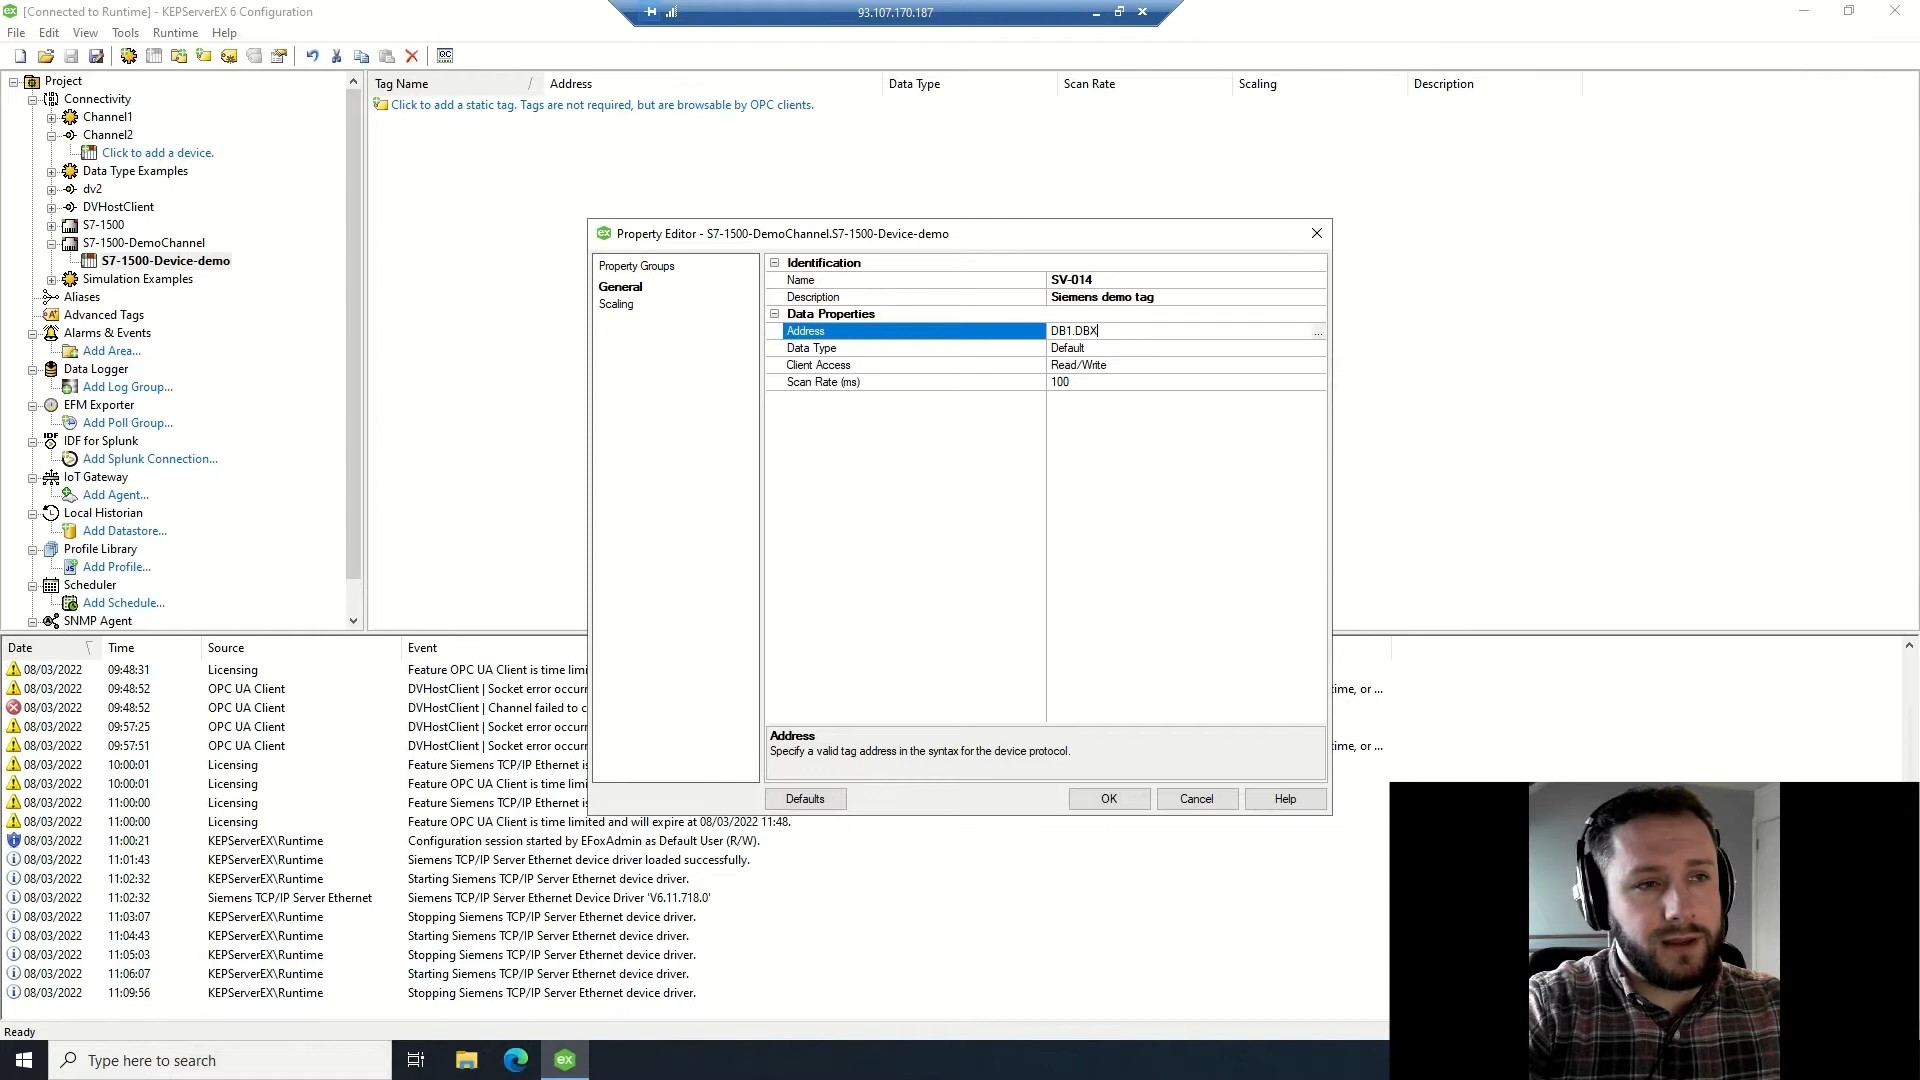 [Connected to Runtime] - KEPServerEX 6 Configuration
93.107.170.187
File Edit View Tools Runtime Help
Project
Connectivity
Channel1
Channel2
Click to add a device.
Data Type Examples
dv2
DVHostClient
S7-1500
S7-1500-DemoChannel
S7-1500-Device-demo
Simulation Examples
Aliases
Advanced Tags
Alarms & Events
Add Area...
Data Logger
Add Log Group...
EFM Exporter
Add Poll Group...
IDF for Splunk
Add Splunk Connection...
IoT Gateway
Add Agent...
Local Historian
Add Datastore...
Profile Library
Add Profile...
Scheduler
Add Schedule...
SNMP Agent
Tag Name Address Data Type Scan Rate Scaling Description
Click to add a static tag. Tags are not required, but are browsable by OPC clients.
Property Editor - S7-1500-DemoChannel.S7-1500-Device-demo
Property Groups
General
Scaling
Identification
Name SV-014
Description Siemens demo tag
Data Properties
Address DB1.DBX ...
Data Type Default
Client Access Read/Write
Scan Rate (ms) 100
Address
Specify a valid tag address in the syntax for the device protocol.
Defaults OK Cancel Help
Date Time Source Event
08/03/2022 09:48:31 Licensing Feature OPC UA Client is time limi
08/03/2022 09:48:52 OPC UA Client DVHostClient | Socket error occurr ime, or ...
08/03/2022 09:48:52 OPC UA Client DVHostClient | Channel failed to c
08/03/2022 09:57:25 OPC UA Client DVHostClient | Socket error occurr
08/03/2022 09:57:51 OPC UA Client DVHostClient | Socket error occurr ime, or ...
08/03/2022 10:00:01 Licensing Feature Siemens TCP/IP Ethernet is
08/03/2022 10:00:01 Licensing Feature OPC UA Client is time limi
08/03/2022 11:00:00 Licensing Feature Siemens TCP/IP Ethernet is
08/03/2022 11:00:00 Licensing Feature OPC UA Client is time limited and will expire at 08/03/2022 11:48.
08/03/2022 11:00:21 KEPServerEX\Runtime Configuration session started by EFoxAdmin as Default User (R/W).
08/03/2022 11:01:43 KEPServerEX\Runtime Siemens TCP/IP Server Ethernet device driver loaded successfully.
08/03/2022 11:02:32 KEPServerEX\Runtime Starting Siemens TCP/IP Server Ethernet device driver.
08/03/2022 11:02:32 Siemens TCP/IP Server Ethernet Siemens TCP/IP Server Ethernet Device Driver 'V6.11.718.0'
08/03/2022 11:03:07 KEPServerEX\Runtime Stopping Siemens TCP/IP Server Ethernet device driver.
08/03/2022 11:04:43 KEPServerEX\Runtime Starting Siemens TCP/IP Server Ethernet device driver.
08/03/2022 11:05:03 KEPServerEX\Runtime Stopping Siemens TCP/IP Server Ethernet device driver.
08/03/2022 11:06:07 KEPServerEX\Runtime Starting Siemens TCP/IP Server Ethernet device driver.
08/03/2022 11:09:56 KEPServerEX\Runtime Stopping Siemens TCP/IP Server Ethernet device driver.
Ready
Type here to search